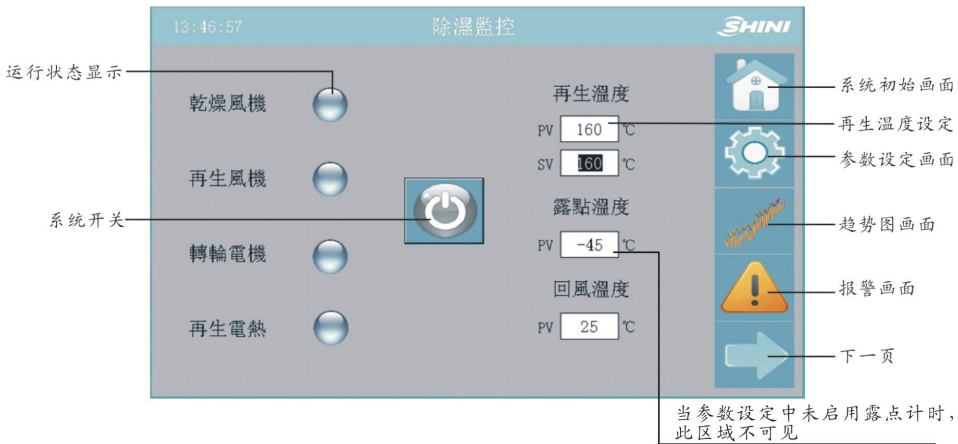 13:46:57 除濕監控 SHINI
运行状态显示
乾燥風機
再生風機
系统开关
轉輪電機
再生電熱
再生溫度
PV 160 ℃
SV 160 ℃
露點溫度
PV -45 ℃
回風溫度
PV 25 ℃
系统初始画面
再生温度设定
参数设定画面
趋势图画面
报警画面
下一页
当参数设定中未启用露点计时,
此区域不可见